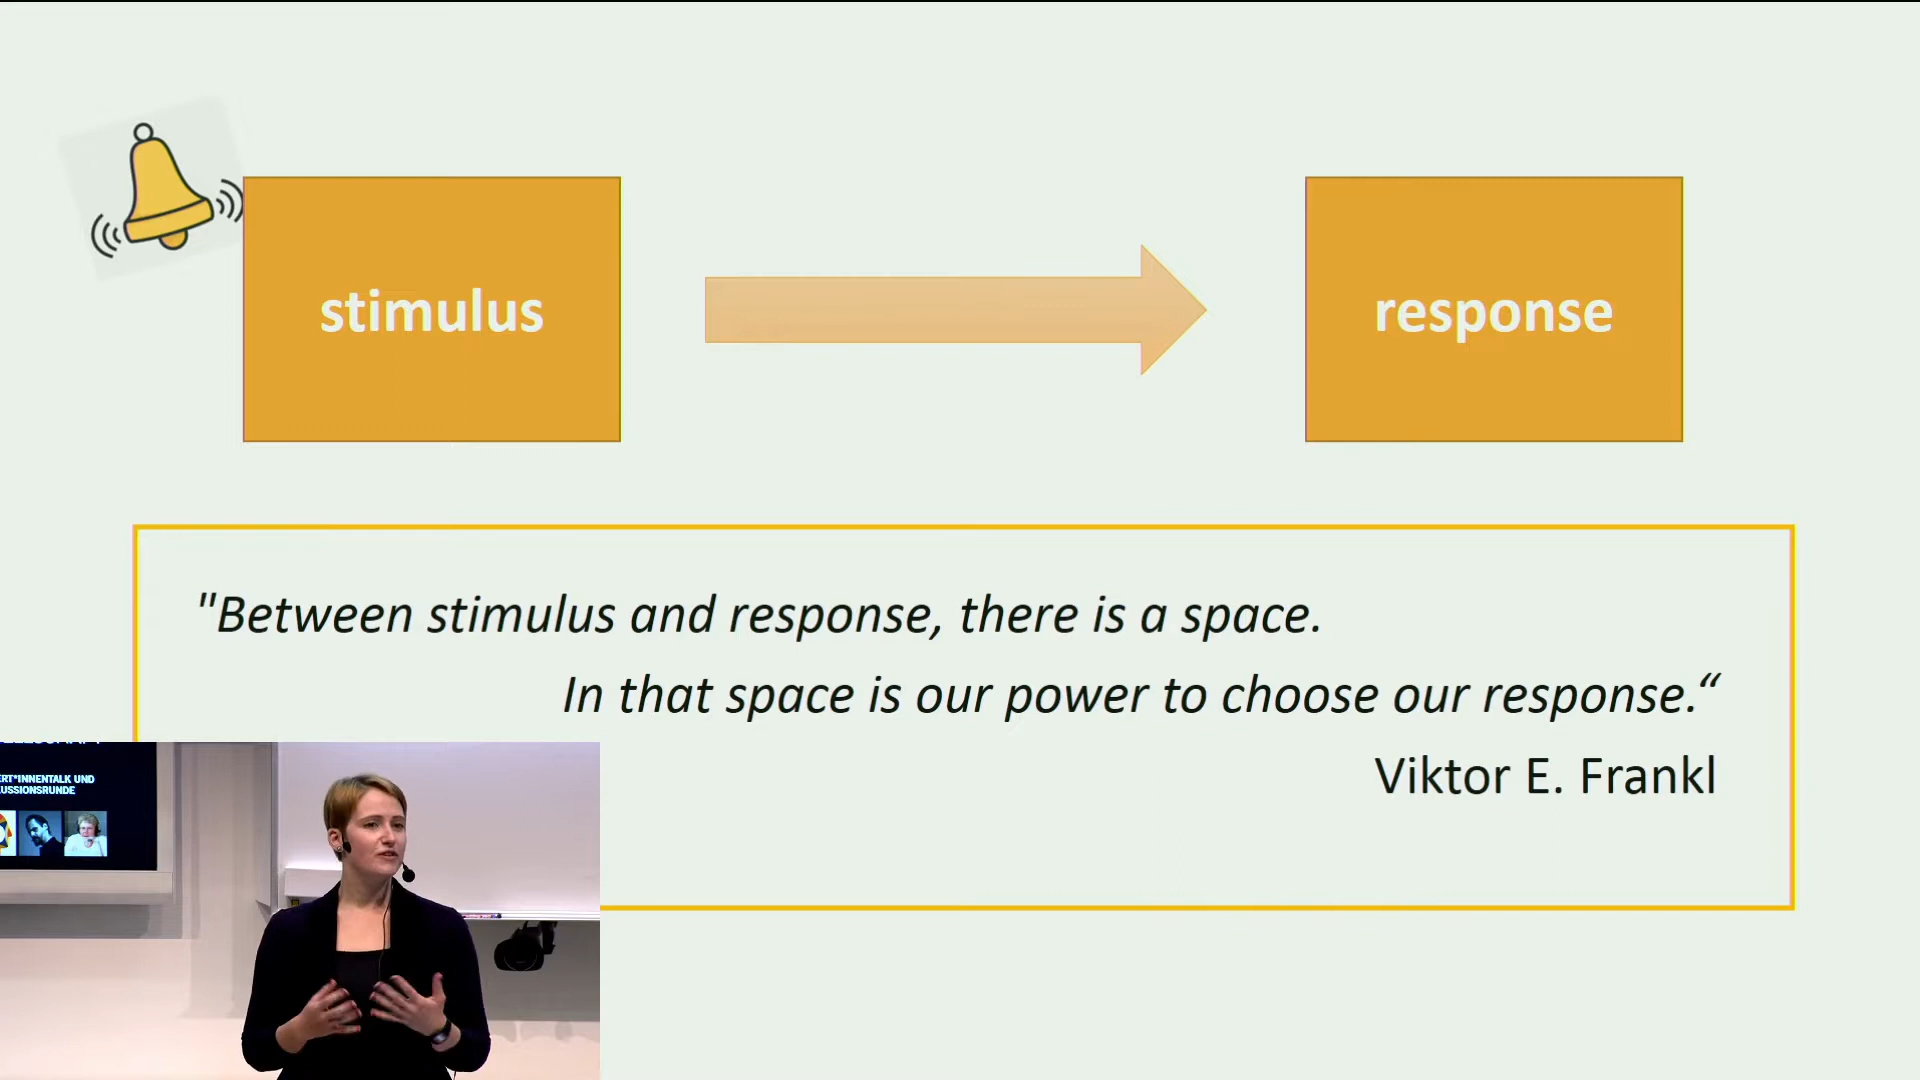 stimulus
response
"Between stimulus and response, there is a space.
In that space is our power to choose our response.“
Viktor E. Frankl
ERT*INNENTALK UND
USSIONSRUNDE